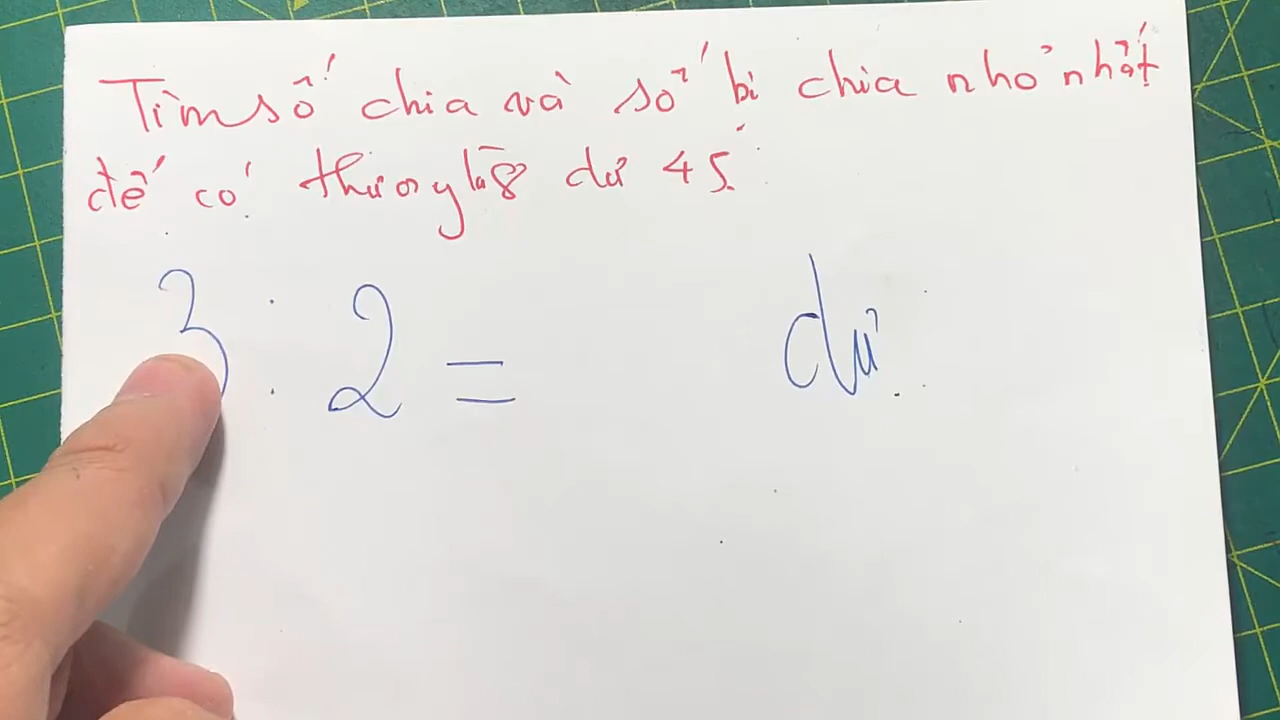 Tìm số chia và số bị chia nhỏ nhất
để có thương là 8 dư 45.
3 : 2 = dư